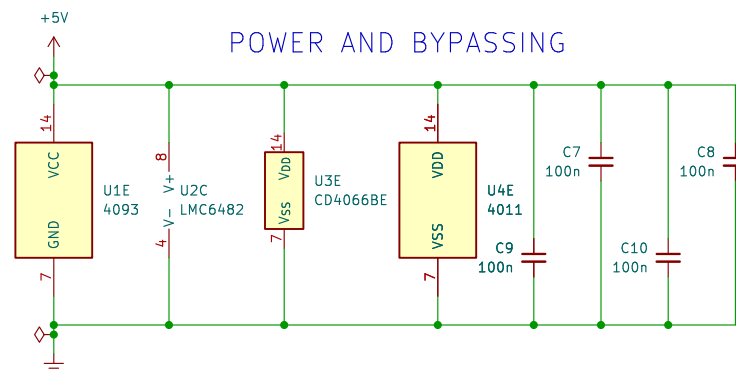 +5V
POWER AND BYPASSING
14
VCC
GND
7
U1E
4093
8
V+
V-
4
U2C
LMC6482
14
VDD
VSS
7
U3E
CD4066BE
14
VDD
VSS
7
U4E
4011
C9
100n
C7
100n
C10
100n
C8
100n